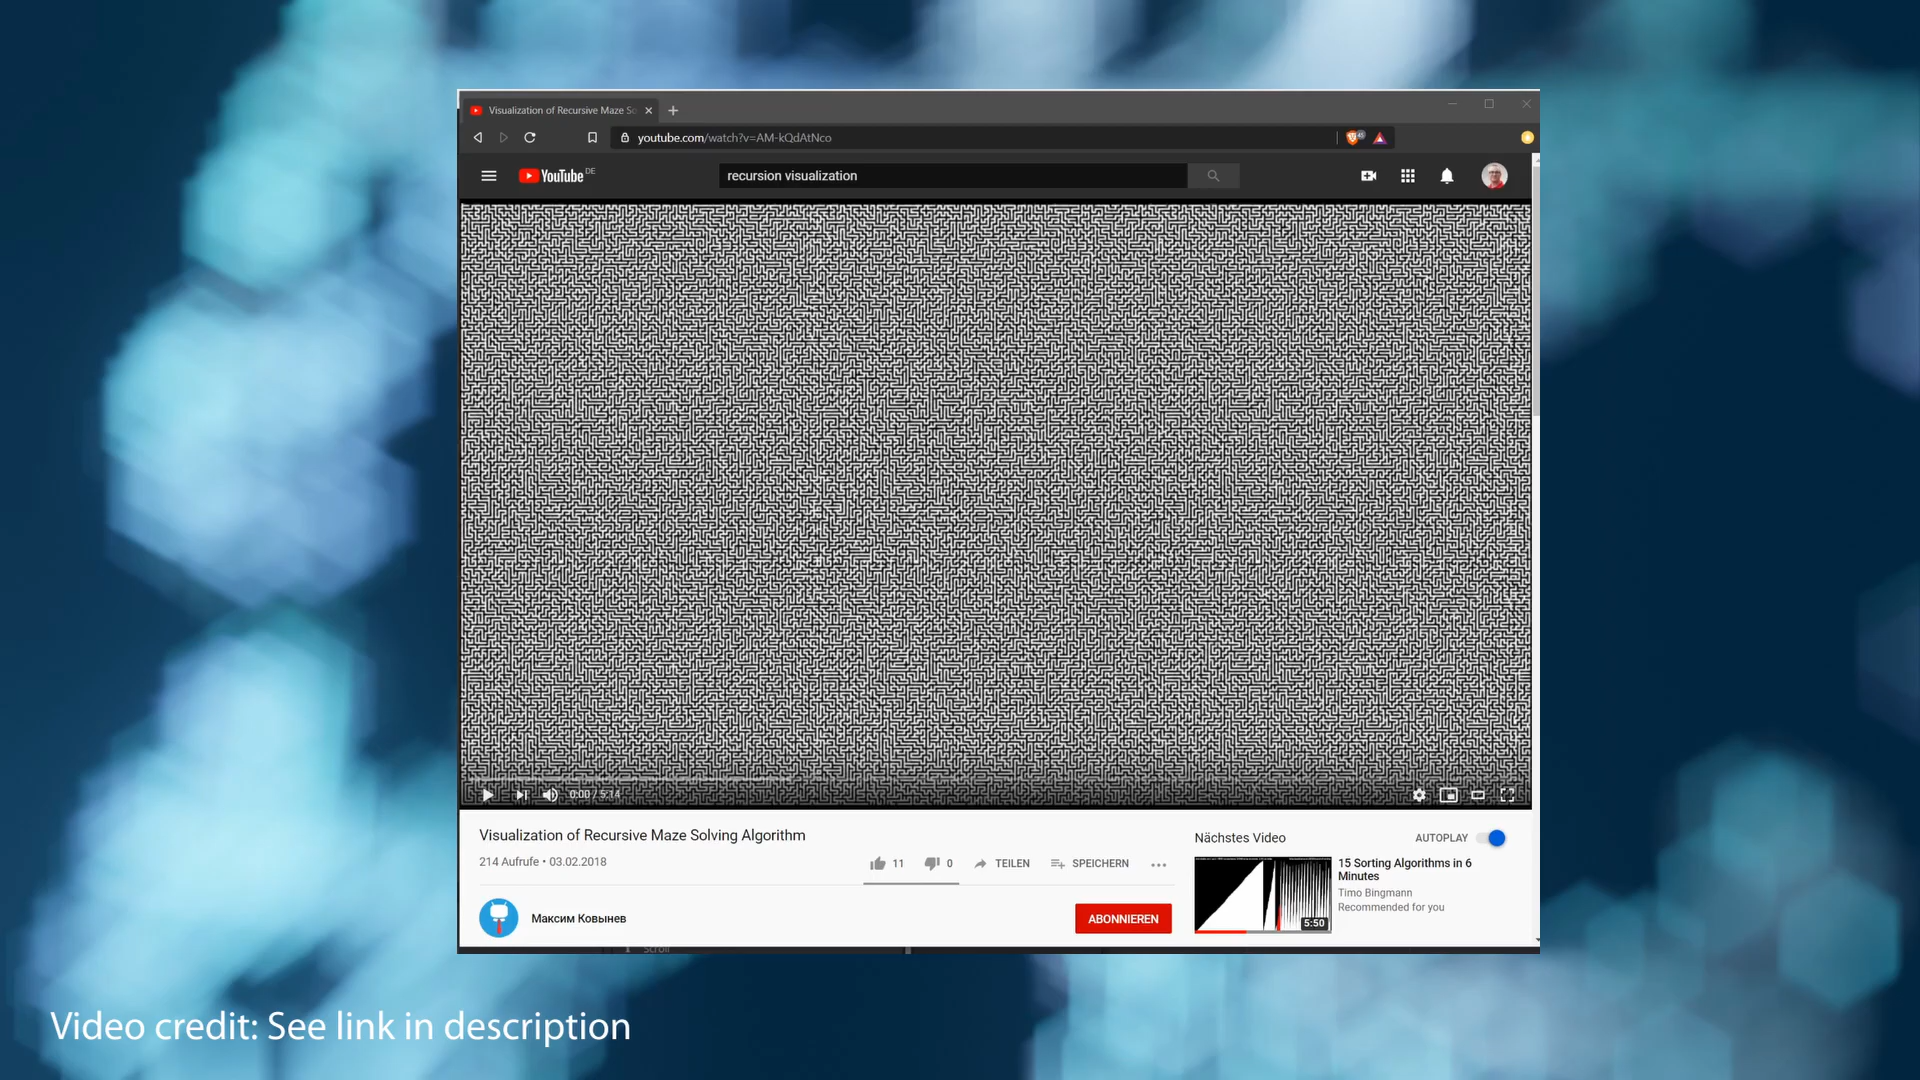 Visualization of Recursive Maze So
youtube.com/watch?v=AM-kQdAtNco
45
YouTube DE
recursion visualization
0:00 / 5:14
Visualization of Recursive Maze Solving Algorithm
214 Aufrufe • 03.02.2018
11
0
TEILEN
SPEICHERN
Максим Ковынев
ABONNIEREN
Nächstes Video
AUTOPLAY
15 Sorting Algorithms in 6
Minutes
Timo Bingmann
Recommended for you
5:50
Scroll
Video credit: See link in description